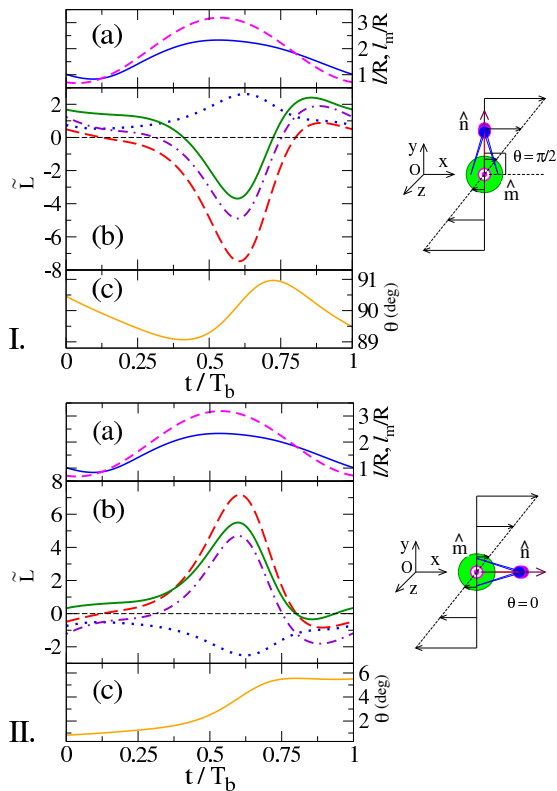 (a)
3
2
1
l/R, l_m/R
2
0
-2
-4
-6
-8
L̃
(b)
(c)
91
90
89
θ (deg)
0 0.25 0.5 0.75 1
t / T_b
I.
n̂
y
O
x
z
θ = π/2
m̂
(a)
3
2
1
l/R, l_m/R
8
6
4
2
0
-2
L̃
(b)
(c)
6
4
2
θ (deg)
0 0.25 0.5 0.75 1
t / T_b
II.
y
O
x
z
m̂
n̂
θ = 0